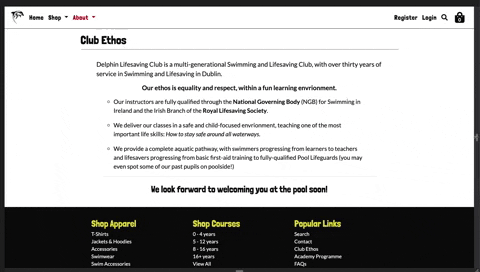 Home Shop About Register Login 0
Club Ethos
Delphin Lifesaving Club is a multi-generational Swimming and Lifesaving Club, with over thirty years of
service in Swimming and Lifesaving in Dublin.
Our ethos is equality and respect, within a fun learning envrionment.
Our instructors are fully qualified through the National Governing Body (NGB) for Swimming in
Ireland and the Irish Branch of the Royal Lifesaving Society.
We deliver our classes in a safe and child-focused envrionment, teaching one of the most
important life skills: How to stay safe around all waterways.
We provide a complete aquatic pathway, with swimmers progressing from learners to teachers
and lifesavers progressing from basic first-aid training to fully-qualified Pool Lifeguards (you may
even spot some of our past pupils on poolside!)
We look forward to welcoming you at the pool soon!
Shop Apparel
T-Shirts
Jackets & Hoodies
Accessories
Swimwear
Swim Accessories
Shop Courses
0 - 4 years
5 - 12 years
8 - 16 years
16+ years
View All
Popular Links
Search
Contact
Club Ethos
Academy Programme
FAQs